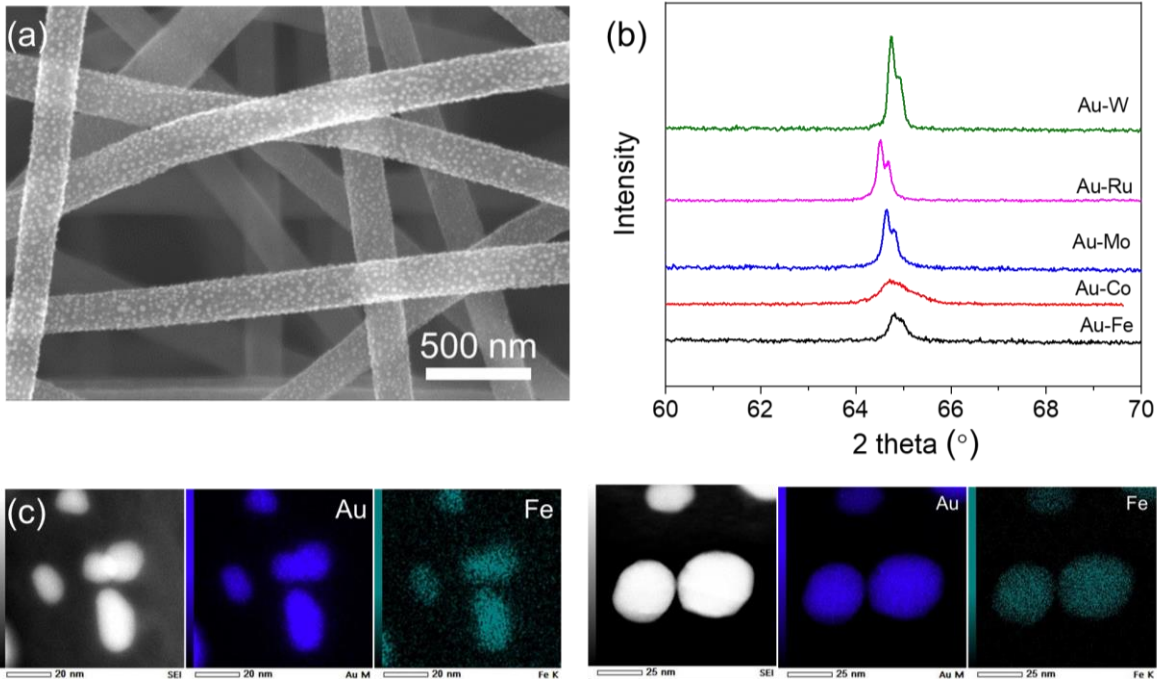 (a)
500 nm
(b)
Intensity
Au-W
Au-Ru
Au-Mo
Au-Co
Au-Fe
60 62 64 66 68 70
2 theta (°)
(c)
Au
Fe
20 nm SEI
20 nm Au M
20 nm Fe K
Au
Fe
25 nm SEI
25 nm Au M
25 nm Fe K